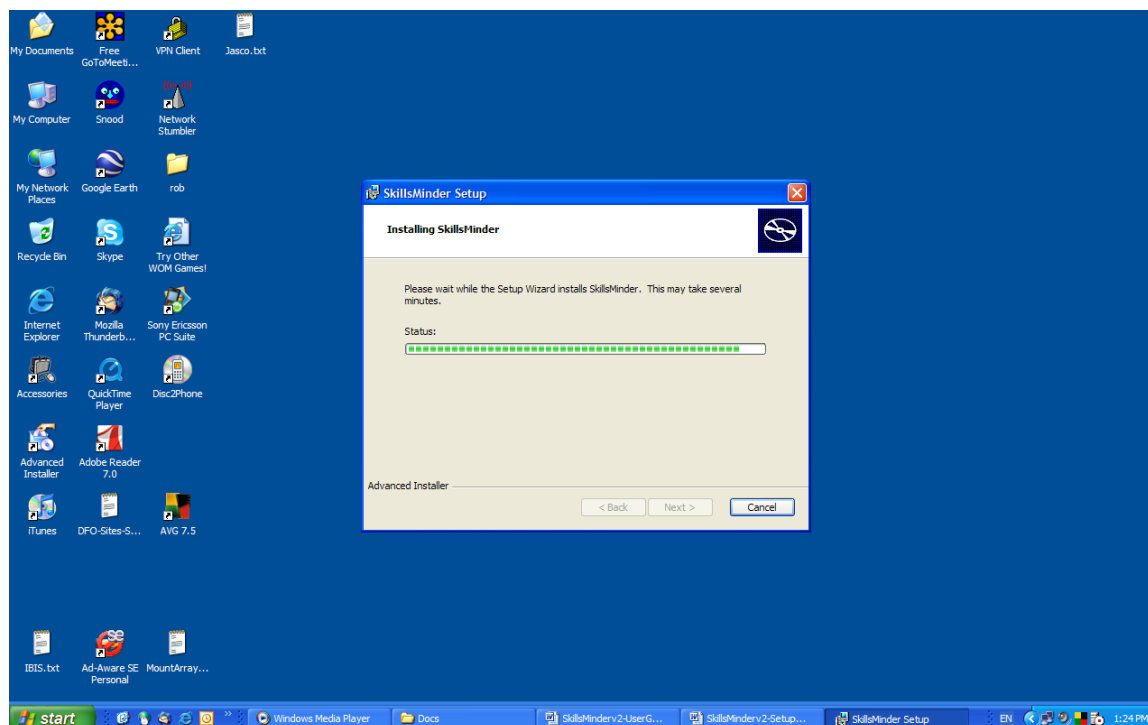 My Documents
Free
GoToMeeti...
VPN Client
Jasco.txt
My Computer
Snood
Network
Stumbler
My Network
Places
Google Earth
rob
Recycle Bin
Skype
Try Other
WOM Games!
Internet
Explorer
Mozilla
Thunderb...
Sony Ericsson
PC Suite
Accessories
QuickTime
Player
Disc2Phone
Advanced
Installer
Adobe Reader
7.0
iTunes
DFO-Sites-S...
AVG 7.5
IBIS.txt
Ad-Aware SE
Personal
MountArray...
SkillsMinder Setup
Installing SkillsMinder
Please wait while the Setup Wizard installs SkillsMinder. This may take several
minutes.
Status:
Advanced Installer
< Back
Next >
Cancel
start
Windows Media Player
Docs
SkillsMinderv2-UserG...
SkillsMinderv2-Setup...
SkillsMinder Setup
EN
1:24 PM